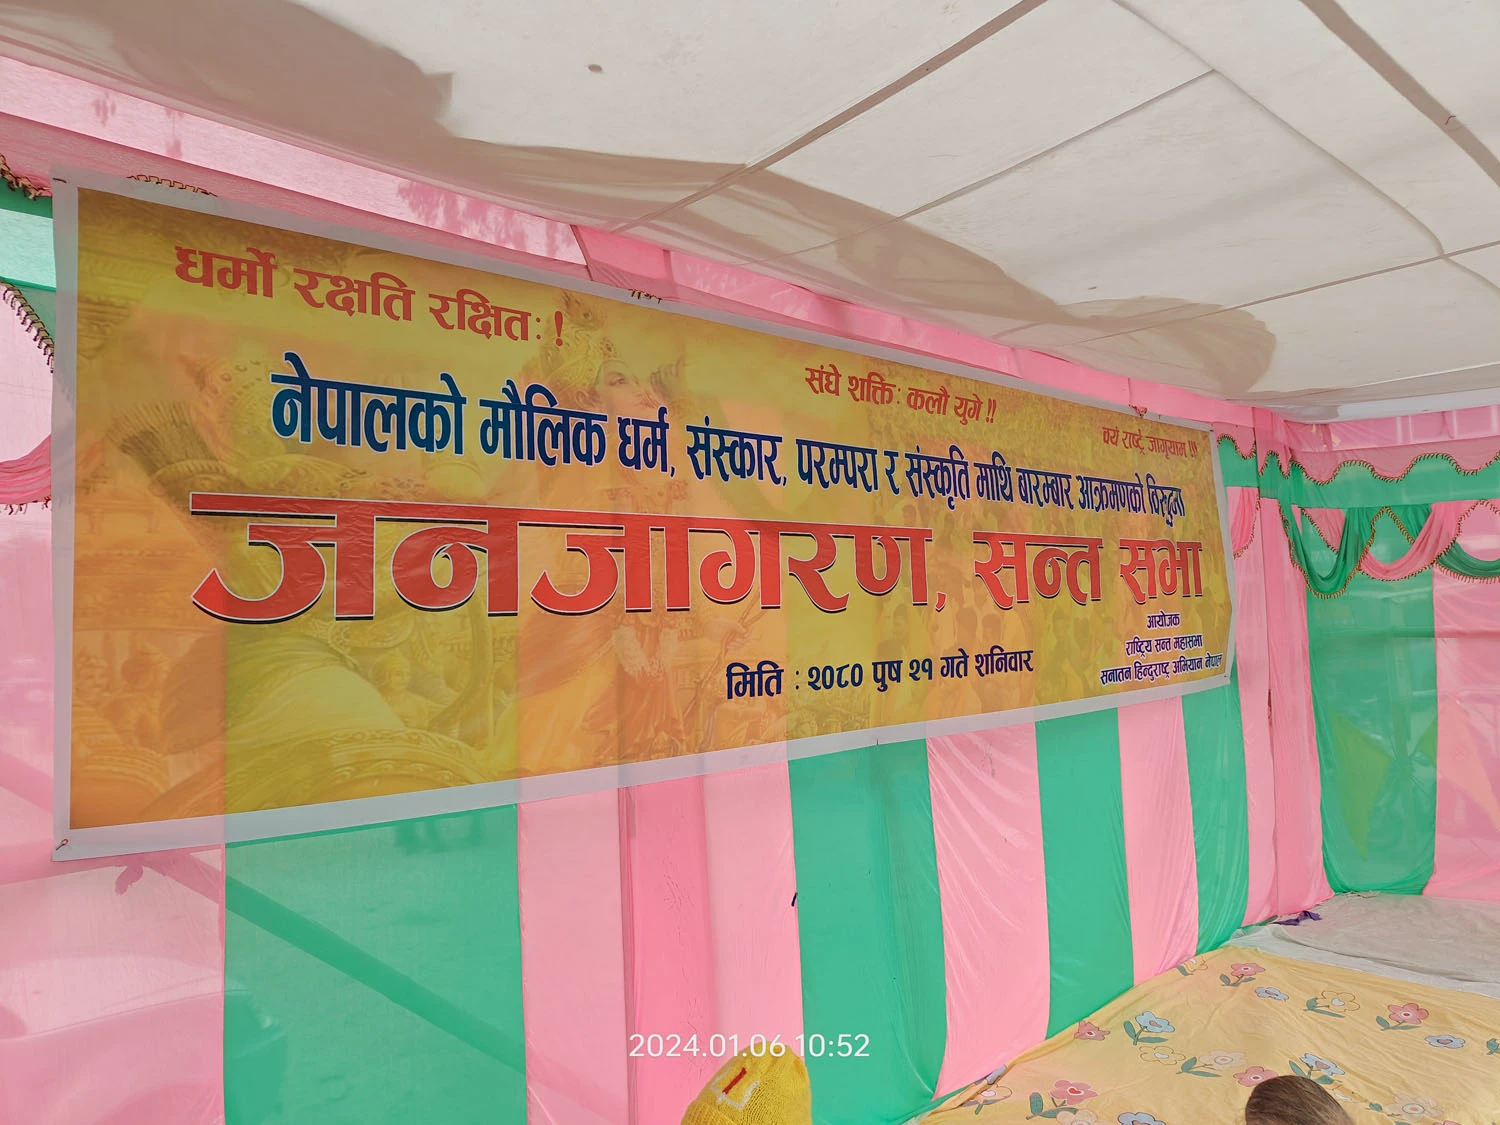 धर्मो रक्षति रक्षितः !
संघे शक्तिः कलौ युगे !!
वयं राष्ट्रे जागृयाम !!!
नेपालको मौलिक धर्म, संस्कार, परम्परा र संस्कृति माथि बारम्बार आक्रमणको विरुद्धमा
जनजागरण, सन्त सभा
मिति : २०८० पुष २१ गते शनिवार
आयोजक
राष्ट्रिय सन्त महासभा
सनातन हिन्दुराष्ट्र अभियान नेपाल
2024.01.06 10:52